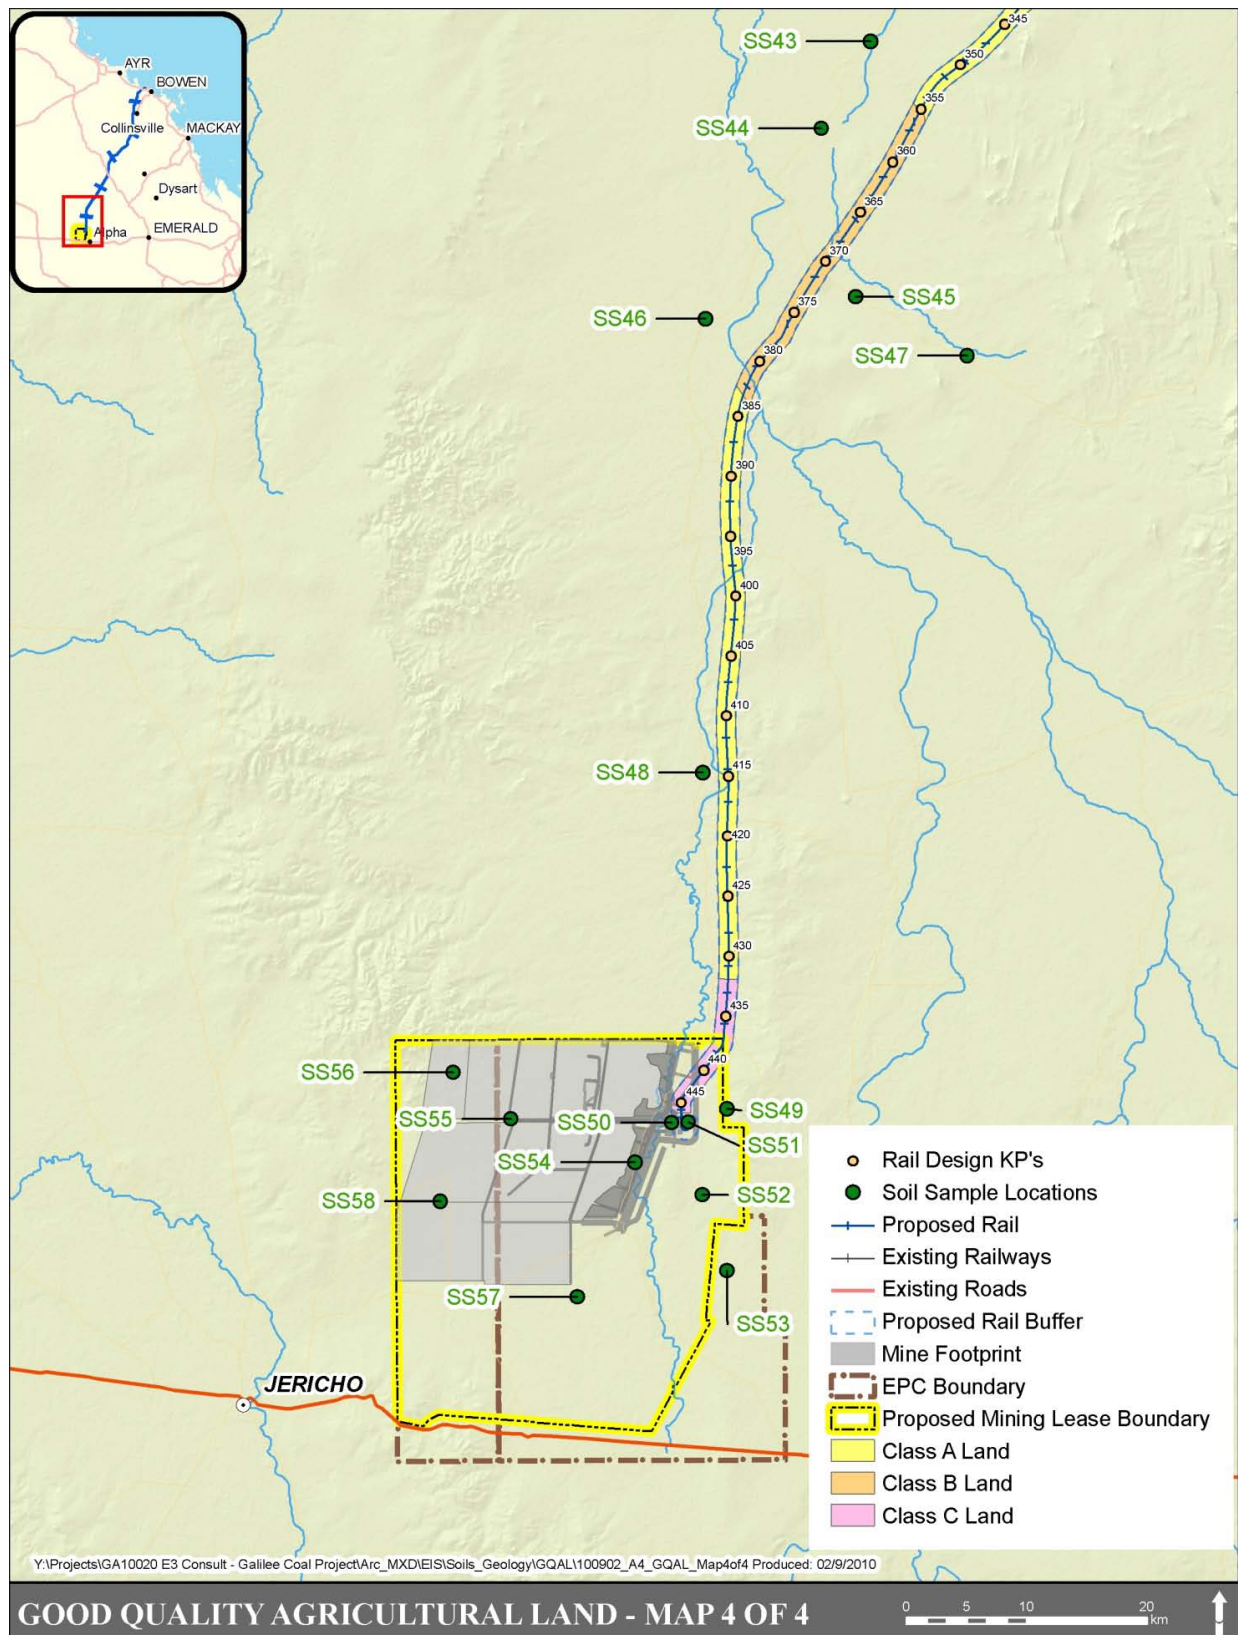 AYR
BOWEN
Collinsville
MACKAY
Dysart
Alpha
EMERALD
345
SS43
350
355
SS44
360
365
370
SS45
375
SS46
SS47
380
385
390
395
400
405
410
SS48
415
420
425
430
435
SS56
440
445
SS55
SS50
SS49
SS51
SS54
SS58
SS52
SS57
SS53
JERICHO
Rail Design KP's
Soil Sample Locations
Proposed Rail
Existing Railways
Existing Roads
Proposed Rail Buffer
Mine Footprint
EPC Boundary
Proposed Mining Lease Boundary
Class A Land
Class B Land
Class C Land
Y:\Projects\GA10020 E3 Consult - Galilee Coal Project\Arc_MXD\EIS\Soils_Geology\GQAL\100902_A4_GQAL_Map4of4 Produced: 02/9/2010
GOOD QUALITY AGRICULTURAL LAND - MAP 4 OF 4
0 5 10 20
km